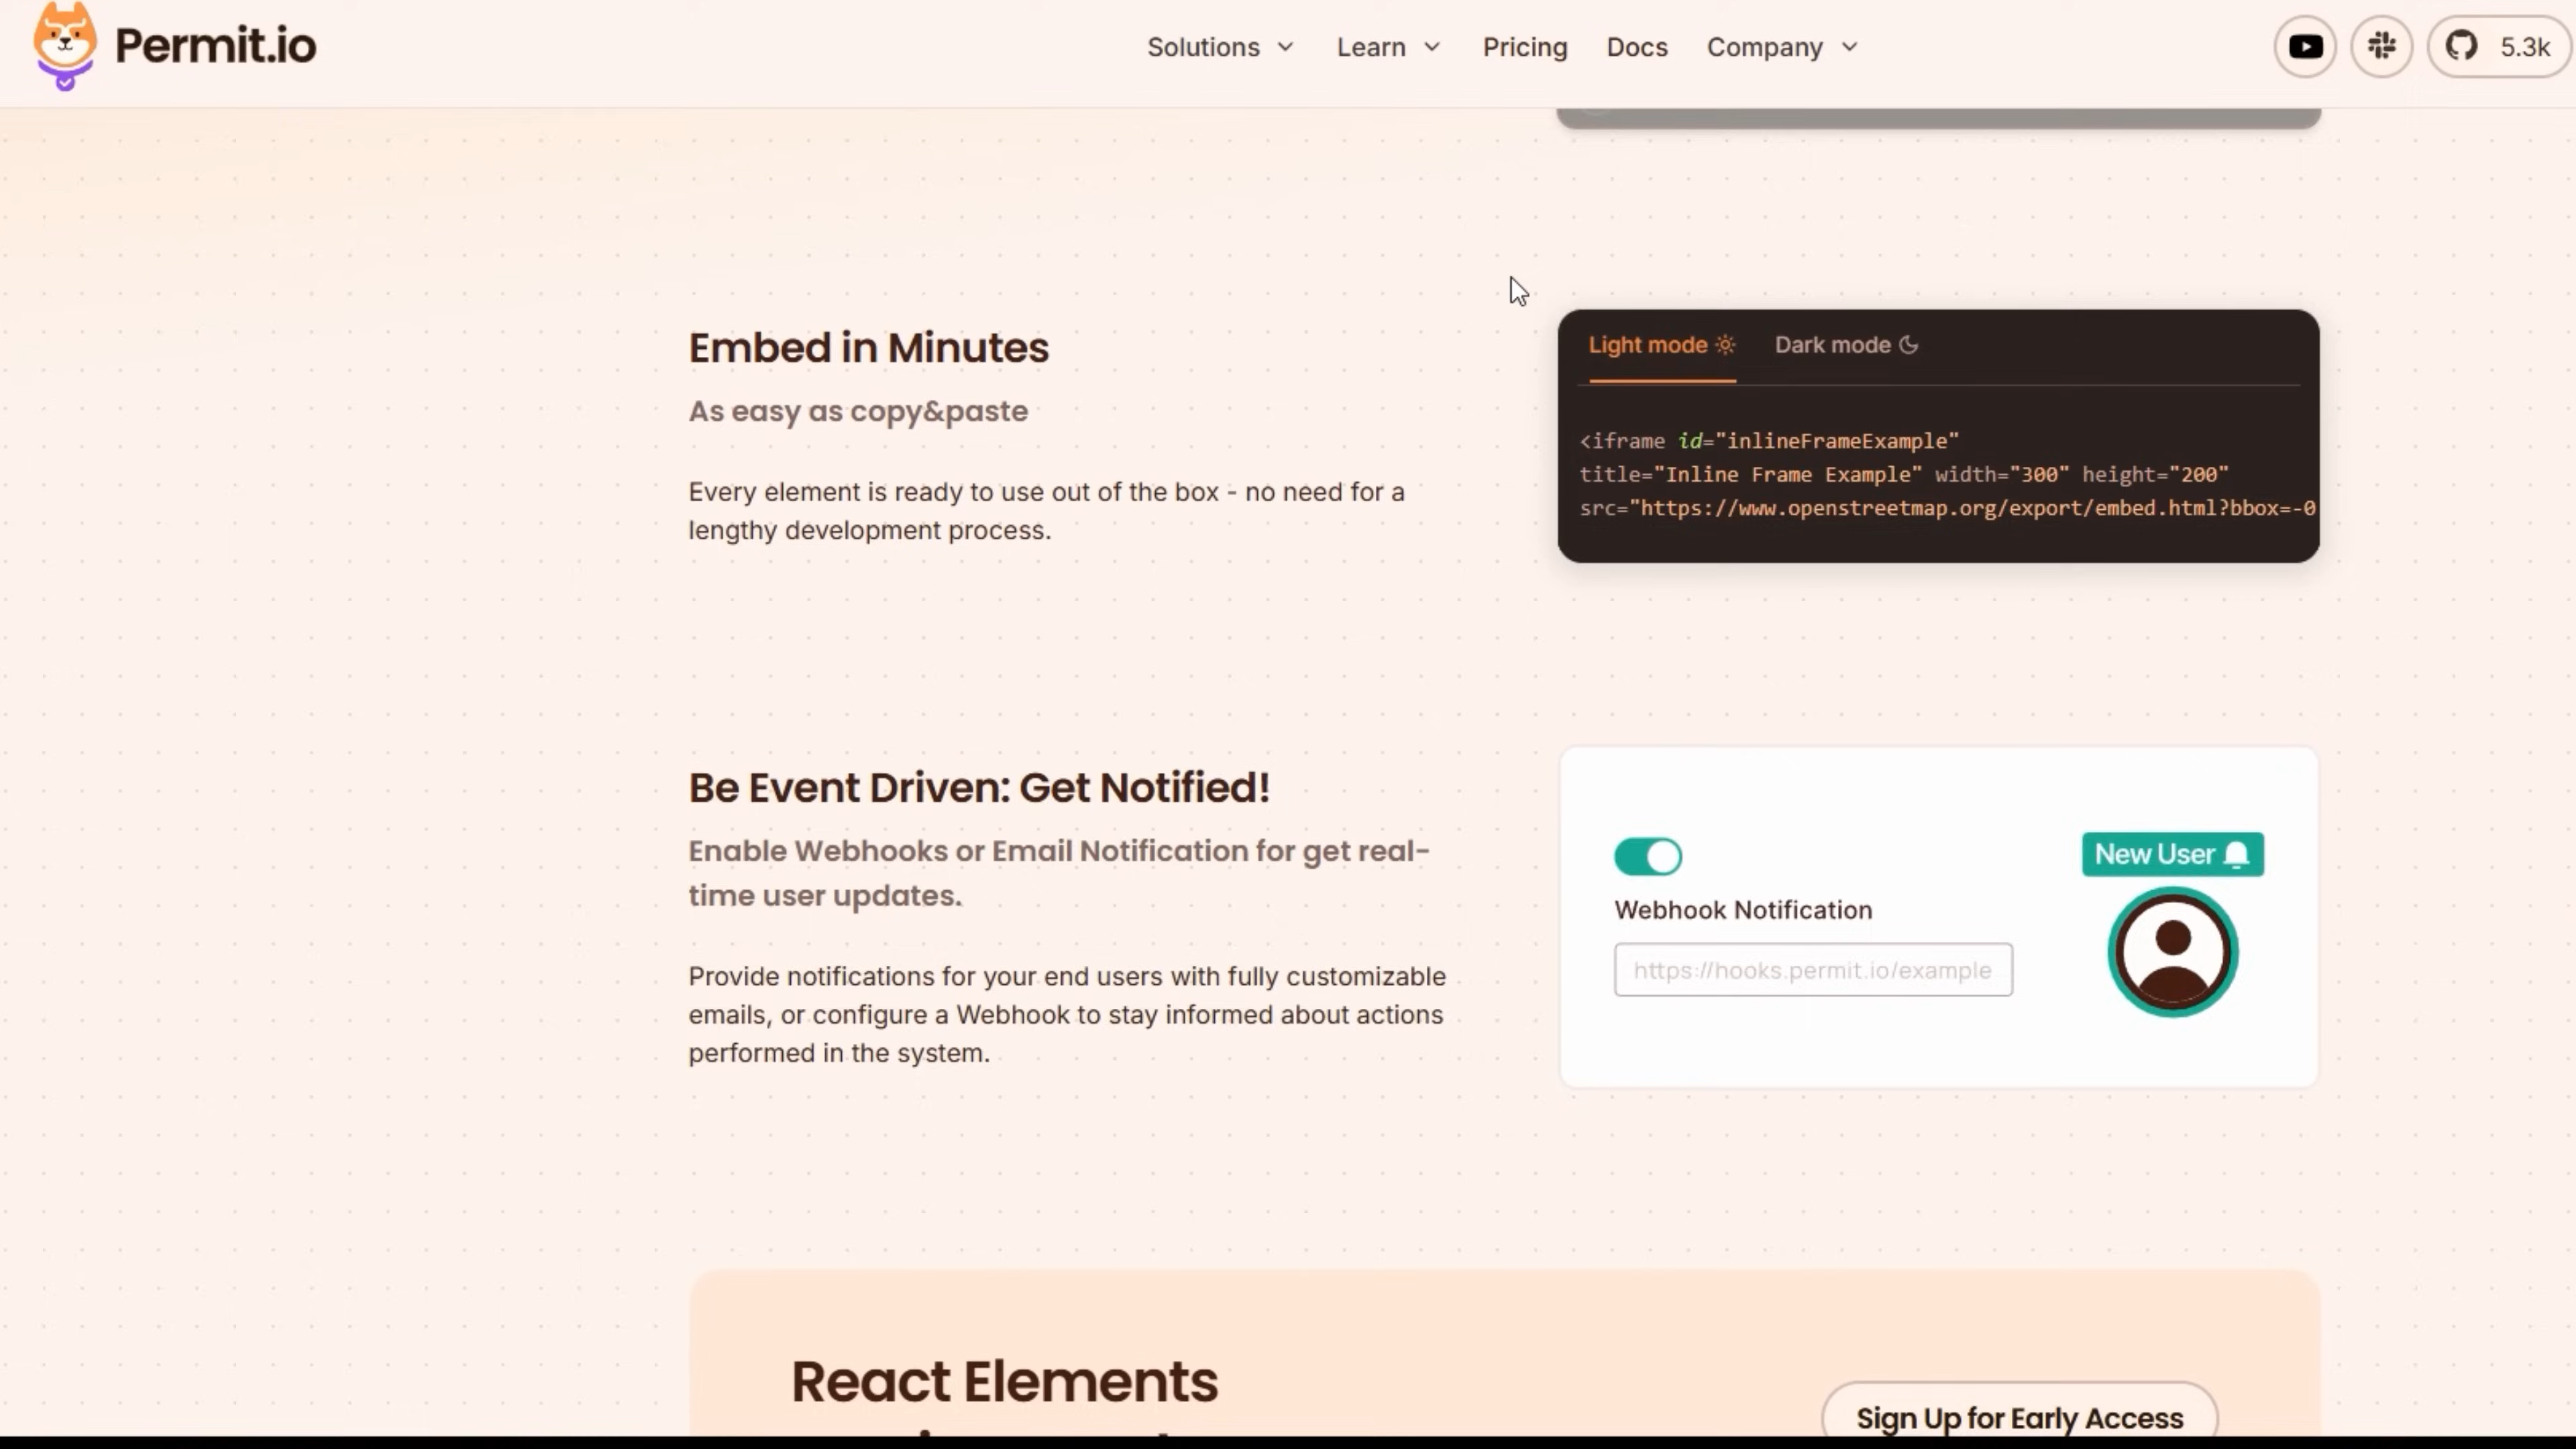 Permit.io
Solutions
Learn
Pricing
Docs
Company
5.3k
Embed in Minutes
As easy as copy&paste
Every element is ready to use out of the box - no need for a
lengthy development process.
Light mode
Dark mode
<iframe id="inlineFrameExample"
title="Inline Frame Example" width="300" height="200"
src="https://www.openstreetmap.org/export/embed.html?bbox=-0
Be Event Driven: Get Notified!
Enable Webhooks or Email Notification for get real-
time user updates.
Provide notifications for your end users with fully customizable
emails, or configure a Webhook to stay informed about actions
performed in the system.
Webhook Notification
https://hooks.permit.io/example
New User
React Elements
Sign Up for Early Access